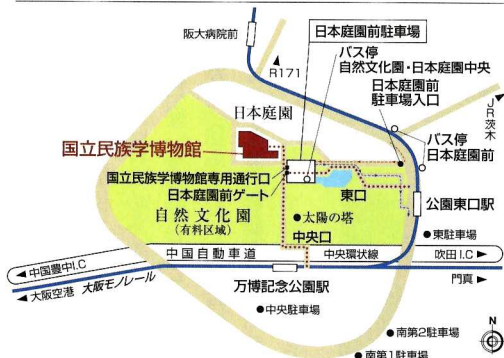 阪大病院前
日本庭園前駐車場
バス停
自然文化園・日本庭園中央
日本庭園前
駐車場入口
R171
JR茨木
日本庭園
バス停
日本庭園前
国立民族学博物館
国立民族学博物館専用通行口
日本庭園前ゲート
東口
公園東口駅
自然文化園
(有料区域)
●太陽の塔
中央口
●東駐車場
中国自動車道
中央環状線
吹田I.C
中国豊中I.C
大阪空港 大阪モノレール
万博記念公園駅
門真
●中央駐車場
●南第2駐車場
●南第1駐車場
N